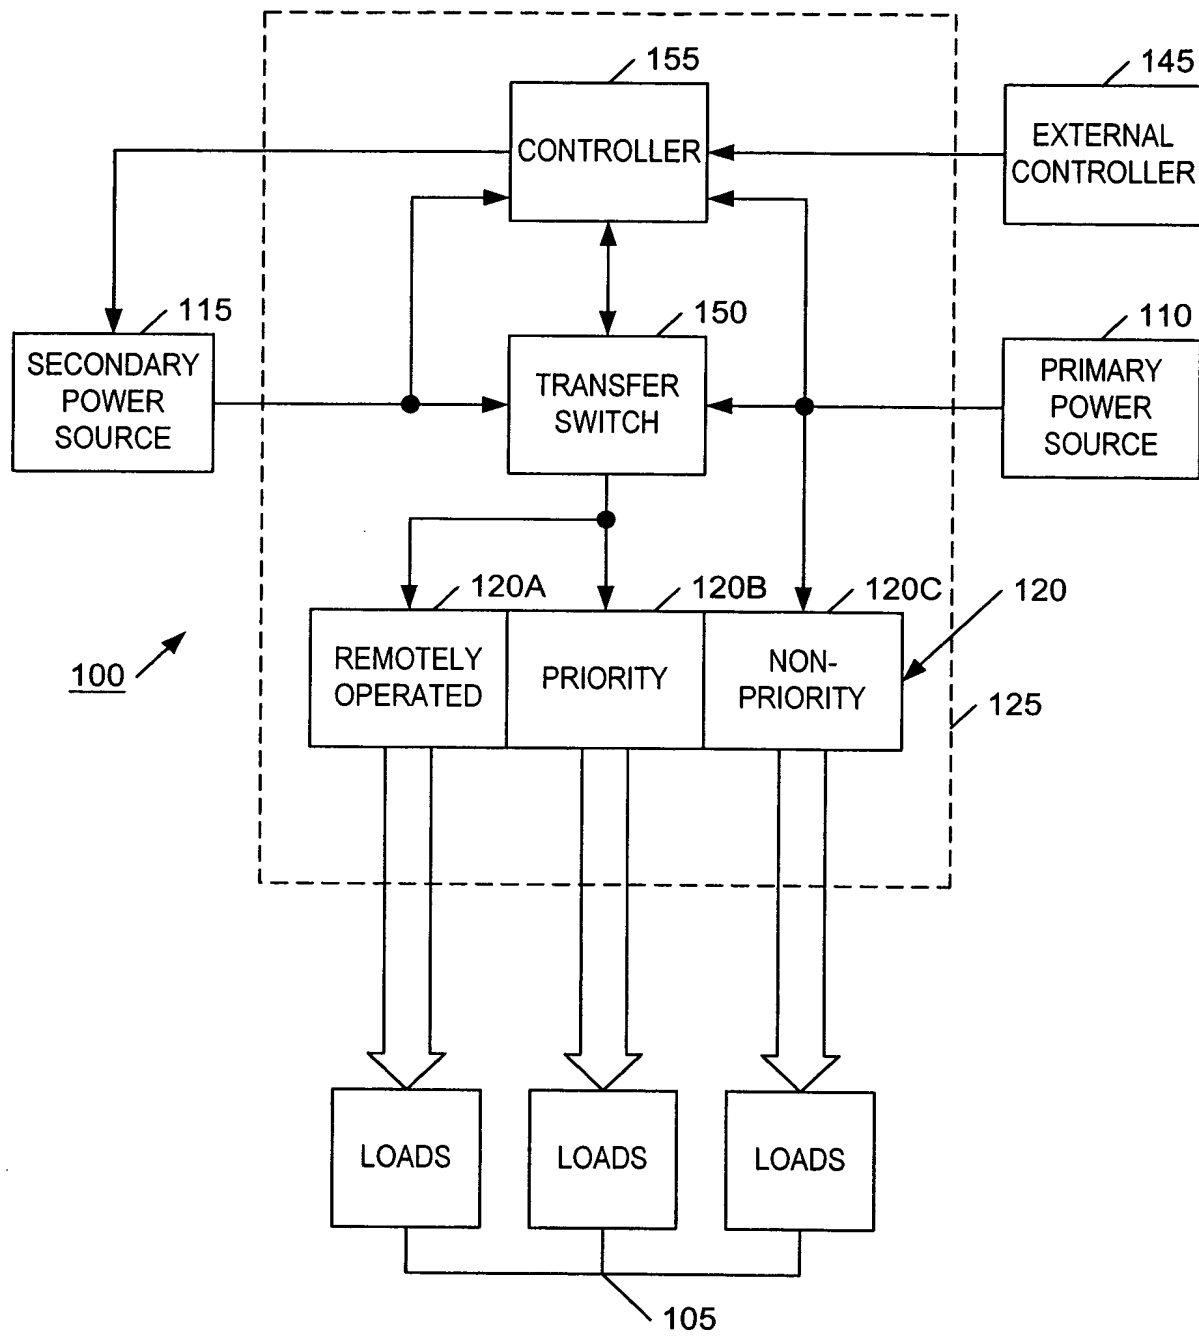 155
145
CONTROLLER
EXTERNAL
CONTROLLER
115
150
110
SECONDARY
POWER
SOURCE
TRANSFER
SWITCH
PRIMARY
POWER
SOURCE
120A
120B
120C
120
100
REMOTELY
OPERATED
PRIORITY
NON-
PRIORITY
125
LOADS
LOADS
LOADS
105